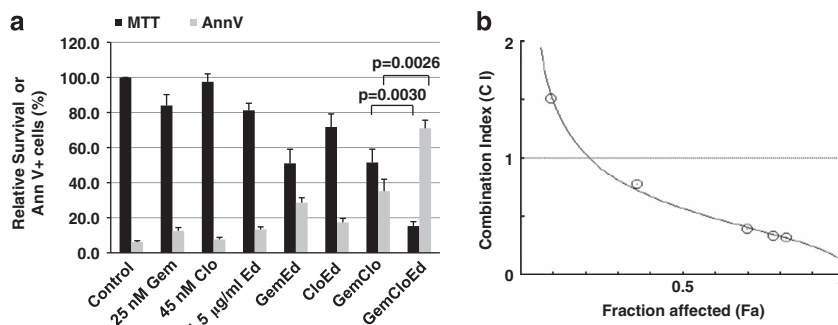 a
MTT AnnV
120.0
100.0
80.0
60.0
40.0
20.0
0.0
Relative Survival or
Ann V+ cells (%)
p=0.0026
p=0.0030
Control
25 nM Gem
45 nM Clo
5 µg/ml Ed
GemEd
CloEd
GemClo
GemCloEd
b
2
1
0
Combination Index (C I)
0.5
Fraction affected (Fa)